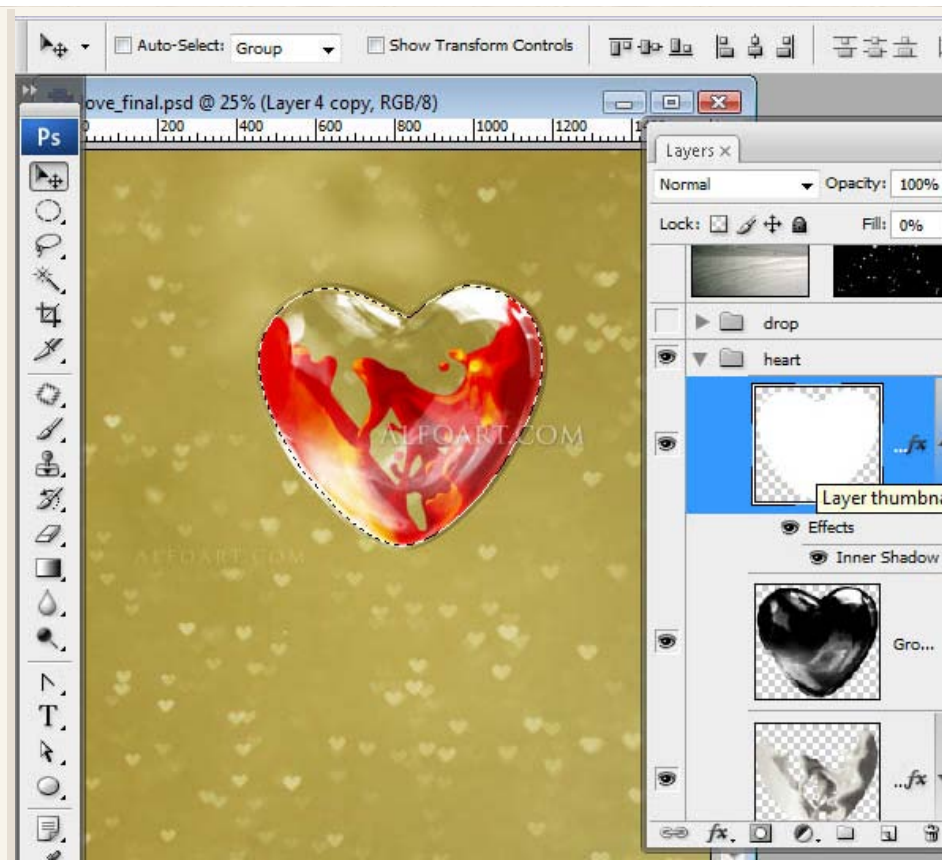 Auto-Select: Group Show Transform Controls
ove_final.psd @ 25% (Layer 4 copy, RGB/8)
Ps
0 200 400 600 800 1000 1200
Layers ×
Normal Opacity: 100%
Lock: Fill: 0%
drop
heart
...fx
Layer thumbna
Effects
Inner Shadow
Gro...
..fx
fx.
T
ALFOART.COM
ALFOART.COM